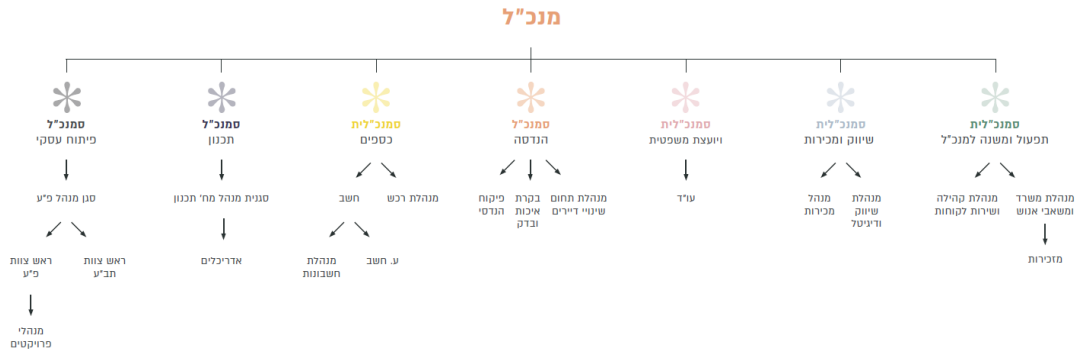 מנכ"ל
סמנכ"לית
תפעול ומשנה למנכ"ל
מנהלת משרד
ומשאבי אנוש
מזכירות
מנהלת קהילה
ושירות לקוחות
סמנכ"לית
שיווק ומכירות
מנהלת
שיווק
ודיגיטל
מנהל
מכירות
סמנכ"לית
ויועצת משפטית
עו"ד
סמנכ"ל
הנדסה
מנהלת תחום
שינויי דיירים
בקרת
איכות
ובדק
פיקוח
הנדסי
סמנכ"לית
כספים
מנהלת רכש
חשב
ע. חשב
מנהלת
חשבונות
סמנכ"ל
תכנון
סגנית מנהל מח' תכנון
אדריכלים
סמנכ"ל
פיתוח עסקי
סגן מנהל פ"ע
ראש צוות
תב"ע
ראש צוות
פ"ע
מנהלי
פרויקטים